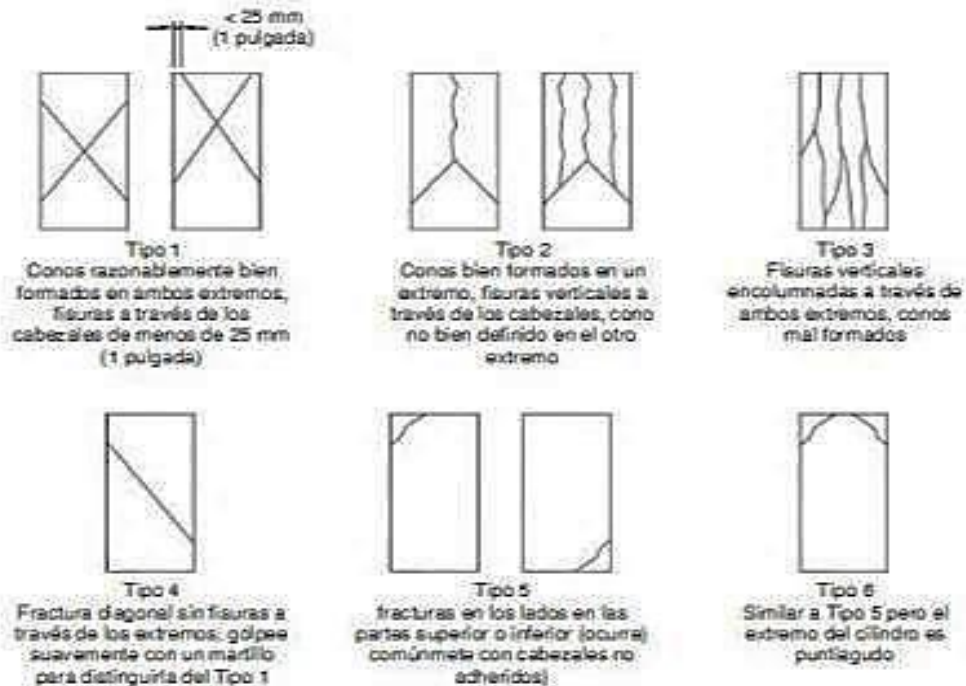 < 25 mm
(1 pulgada)
Tipo 1
Conos razonablemente bien
formados en ambos extremos,
fisuras a través de los
cabezales de menos de 25 mm
(1 pulgada)
Tipo 2
Conos bien formados en un
extremo, fisuras verticales a
través de los cabezales, cono
no bien definido en el otro
extremo
Tipo 3
Fisuras verticales
encolumnadas a través de
ambos extremos, conos
mal formados
Tipo 4
Fractura diagonal sin fisuras a
través de los extremos; golpee
suavemente con un martillo
para distinguirla del Tipo 1
Tipo 5
fracturas en los lados en las
partes superior o inferior (ocurre)
comúnmete con cabezales no
adheridos)
Tipo 6
Similar a Tipo 5 pero el
extremo del cilindro es
puntiagudo